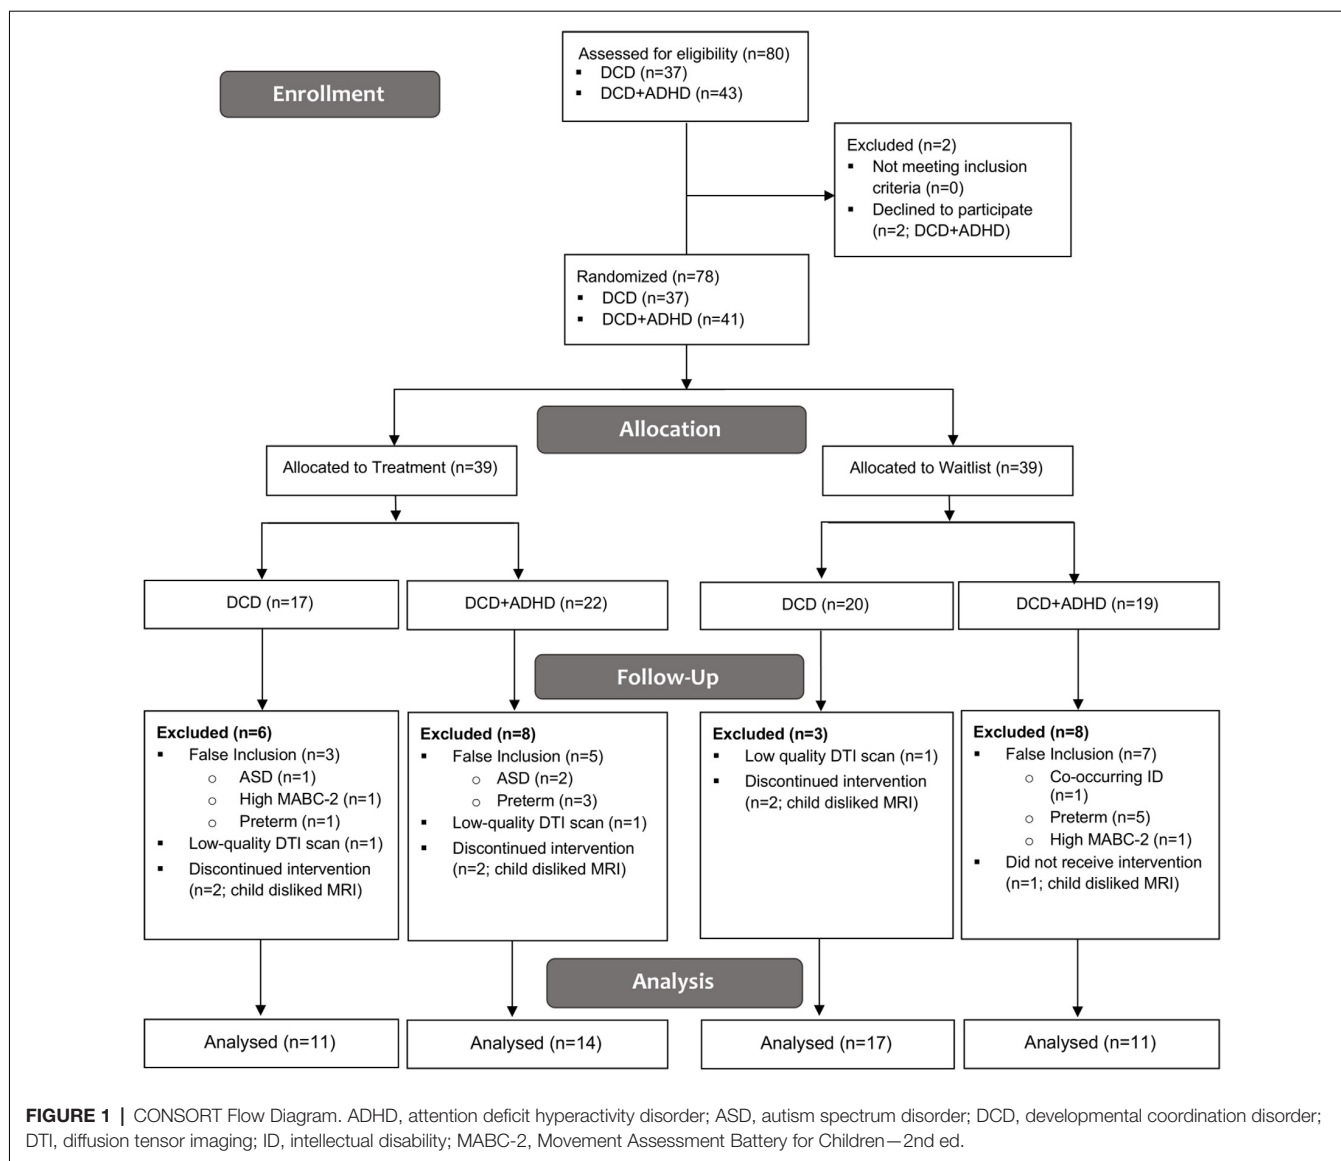 Enrollment
Assessed for eligibility (n=80)
▪ DCD (n=37)
▪ DCD+ADHD (n=43)
Excluded (n=2)
▪ Not meeting inclusion
criteria (n=0)
▪ Declined to participate
(n=2; DCD+ADHD)
Randomized (n=78)
▪ DCD (n=37)
▪ DCD+ADHD (n=41)
Allocation
Allocated to Treatment (n=39)
Allocated to Waitlist (n=39)
DCD (n=17)
DCD+ADHD (n=22)
DCD (n=20)
DCD+ADHD (n=19)
Follow-Up
Excluded (n=6)
▪ False Inclusion (n=3)
○ ASD (n=1)
○ High MABC-2 (n=1)
○ Preterm (n=1)
▪ Low-quality DTI scan (n=1)
▪ Discontinued intervention
(n=2; child disliked MRI)
Excluded (n=8)
▪ False Inclusion (n=5)
○ ASD (n=2)
○ Preterm (n=3)
▪ Low-quality DTI scan (n=1)
▪ Discontinued intervention
(n=2; child disliked MRI)
Excluded (n=3)
▪ Low quality DTI scan (n=1)
▪ Discontinued intervention
(n=2; child disliked MRI)
Excluded (n=8)
▪ False Inclusion (n=7)
○ Co-occurring ID
(n=1)
○ Preterm (n=5)
○ High MABC-2 (n=1)
▪ Did not receive intervention
(n=1; child disliked MRI)
Analysis
Analysed (n=11)
Analysed (n=14)
Analysed (n=17)
Analysed (n=11)
FIGURE 1 | CONSORT Flow Diagram. ADHD, attention deficit hyperactivity disorder; ASD, autism spectrum disorder; DCD, developmental coordination disorder;
DTI, diffusion tensor imaging; ID, intellectual disability; MABC-2, Movement Assessment Battery for Children—2nd ed.